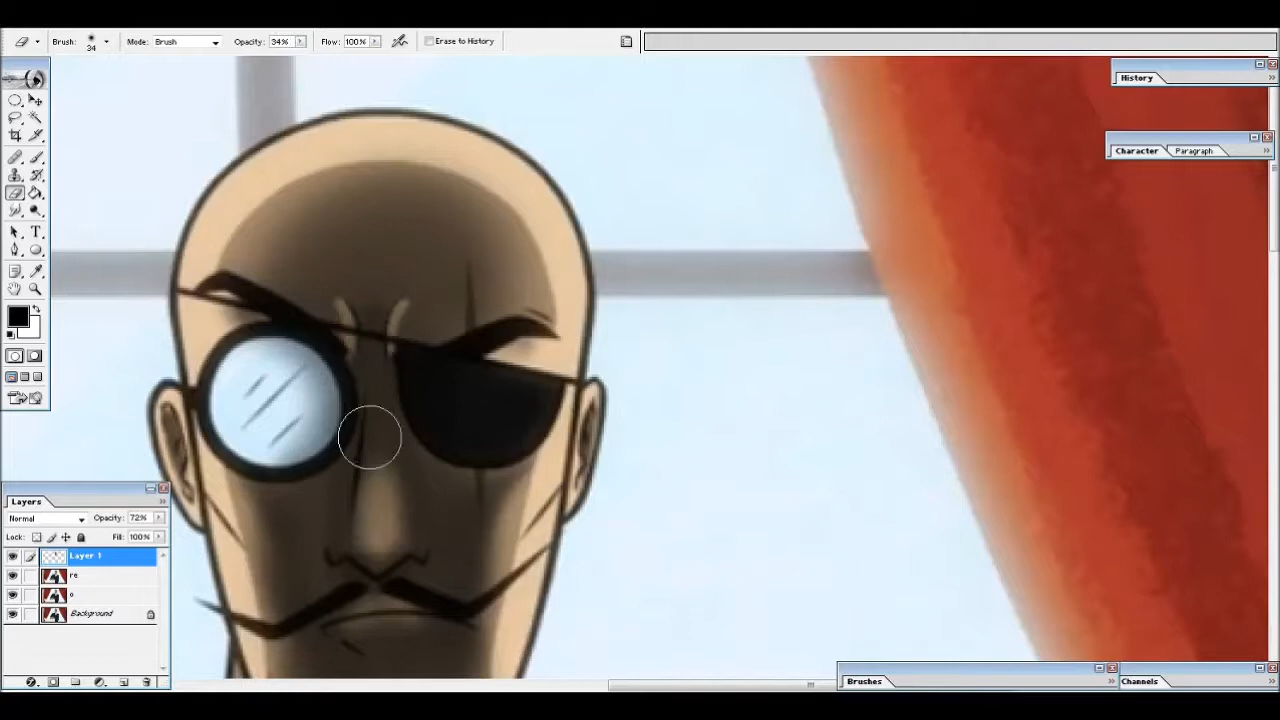 Brush: 34 Mode: Brush Opacity: 34% Flow: 100% Erase to History
History
Character Paragraph
T
Layers
Normal Opacity: 72%
Lock: Fill: 100%
Layer 1
re
o
Background
Brushes
Channels